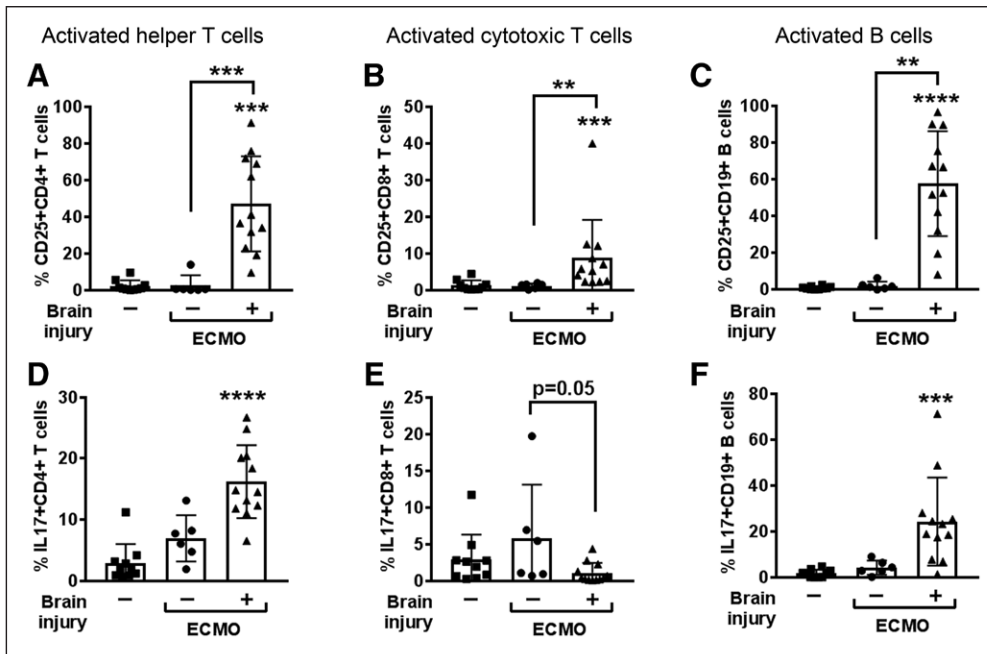 Activated helper T cells
Activated cytotoxic T cells
Activated B cells
A
***
***
% CD25+CD4+ T cells
100
80
60
40
20
0
Brain injury
−
−
+
ECMO
B
**
***
% CD25+CD8+ T cells
50
40
30
20
10
0
Brain injury
−
−
+
ECMO
C
**
****
% CD25+CD19+ B cells
100
80
60
40
20
0
Brain injury
−
−
+
ECMO
D
****
% IL17+CD4+ T cells
30
20
10
0
Brain injury
−
−
+
ECMO
E
p=0.05
% IL17+CD8+ T cells
25
20
15
10
5
0
Brain injury
−
−
+
ECMO
F
***
% IL17+CD19+ B cells
80
60
40
20
0
Brain injury
−
−
+
ECMO